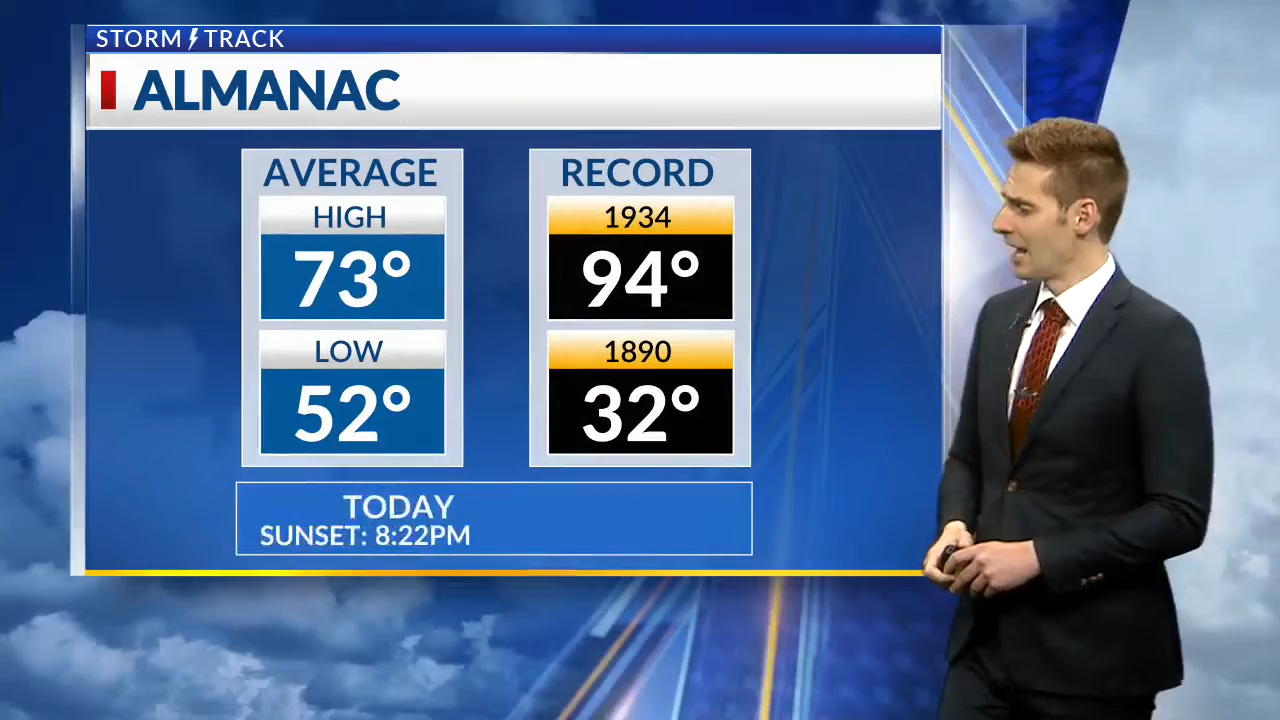 STORM TRACK
ALMANAC
AVERAGE
HIGH
73°
LOW
52°
RECORD
1934
94°
1890
32°
TODAY
SUNSET: 8:22PM